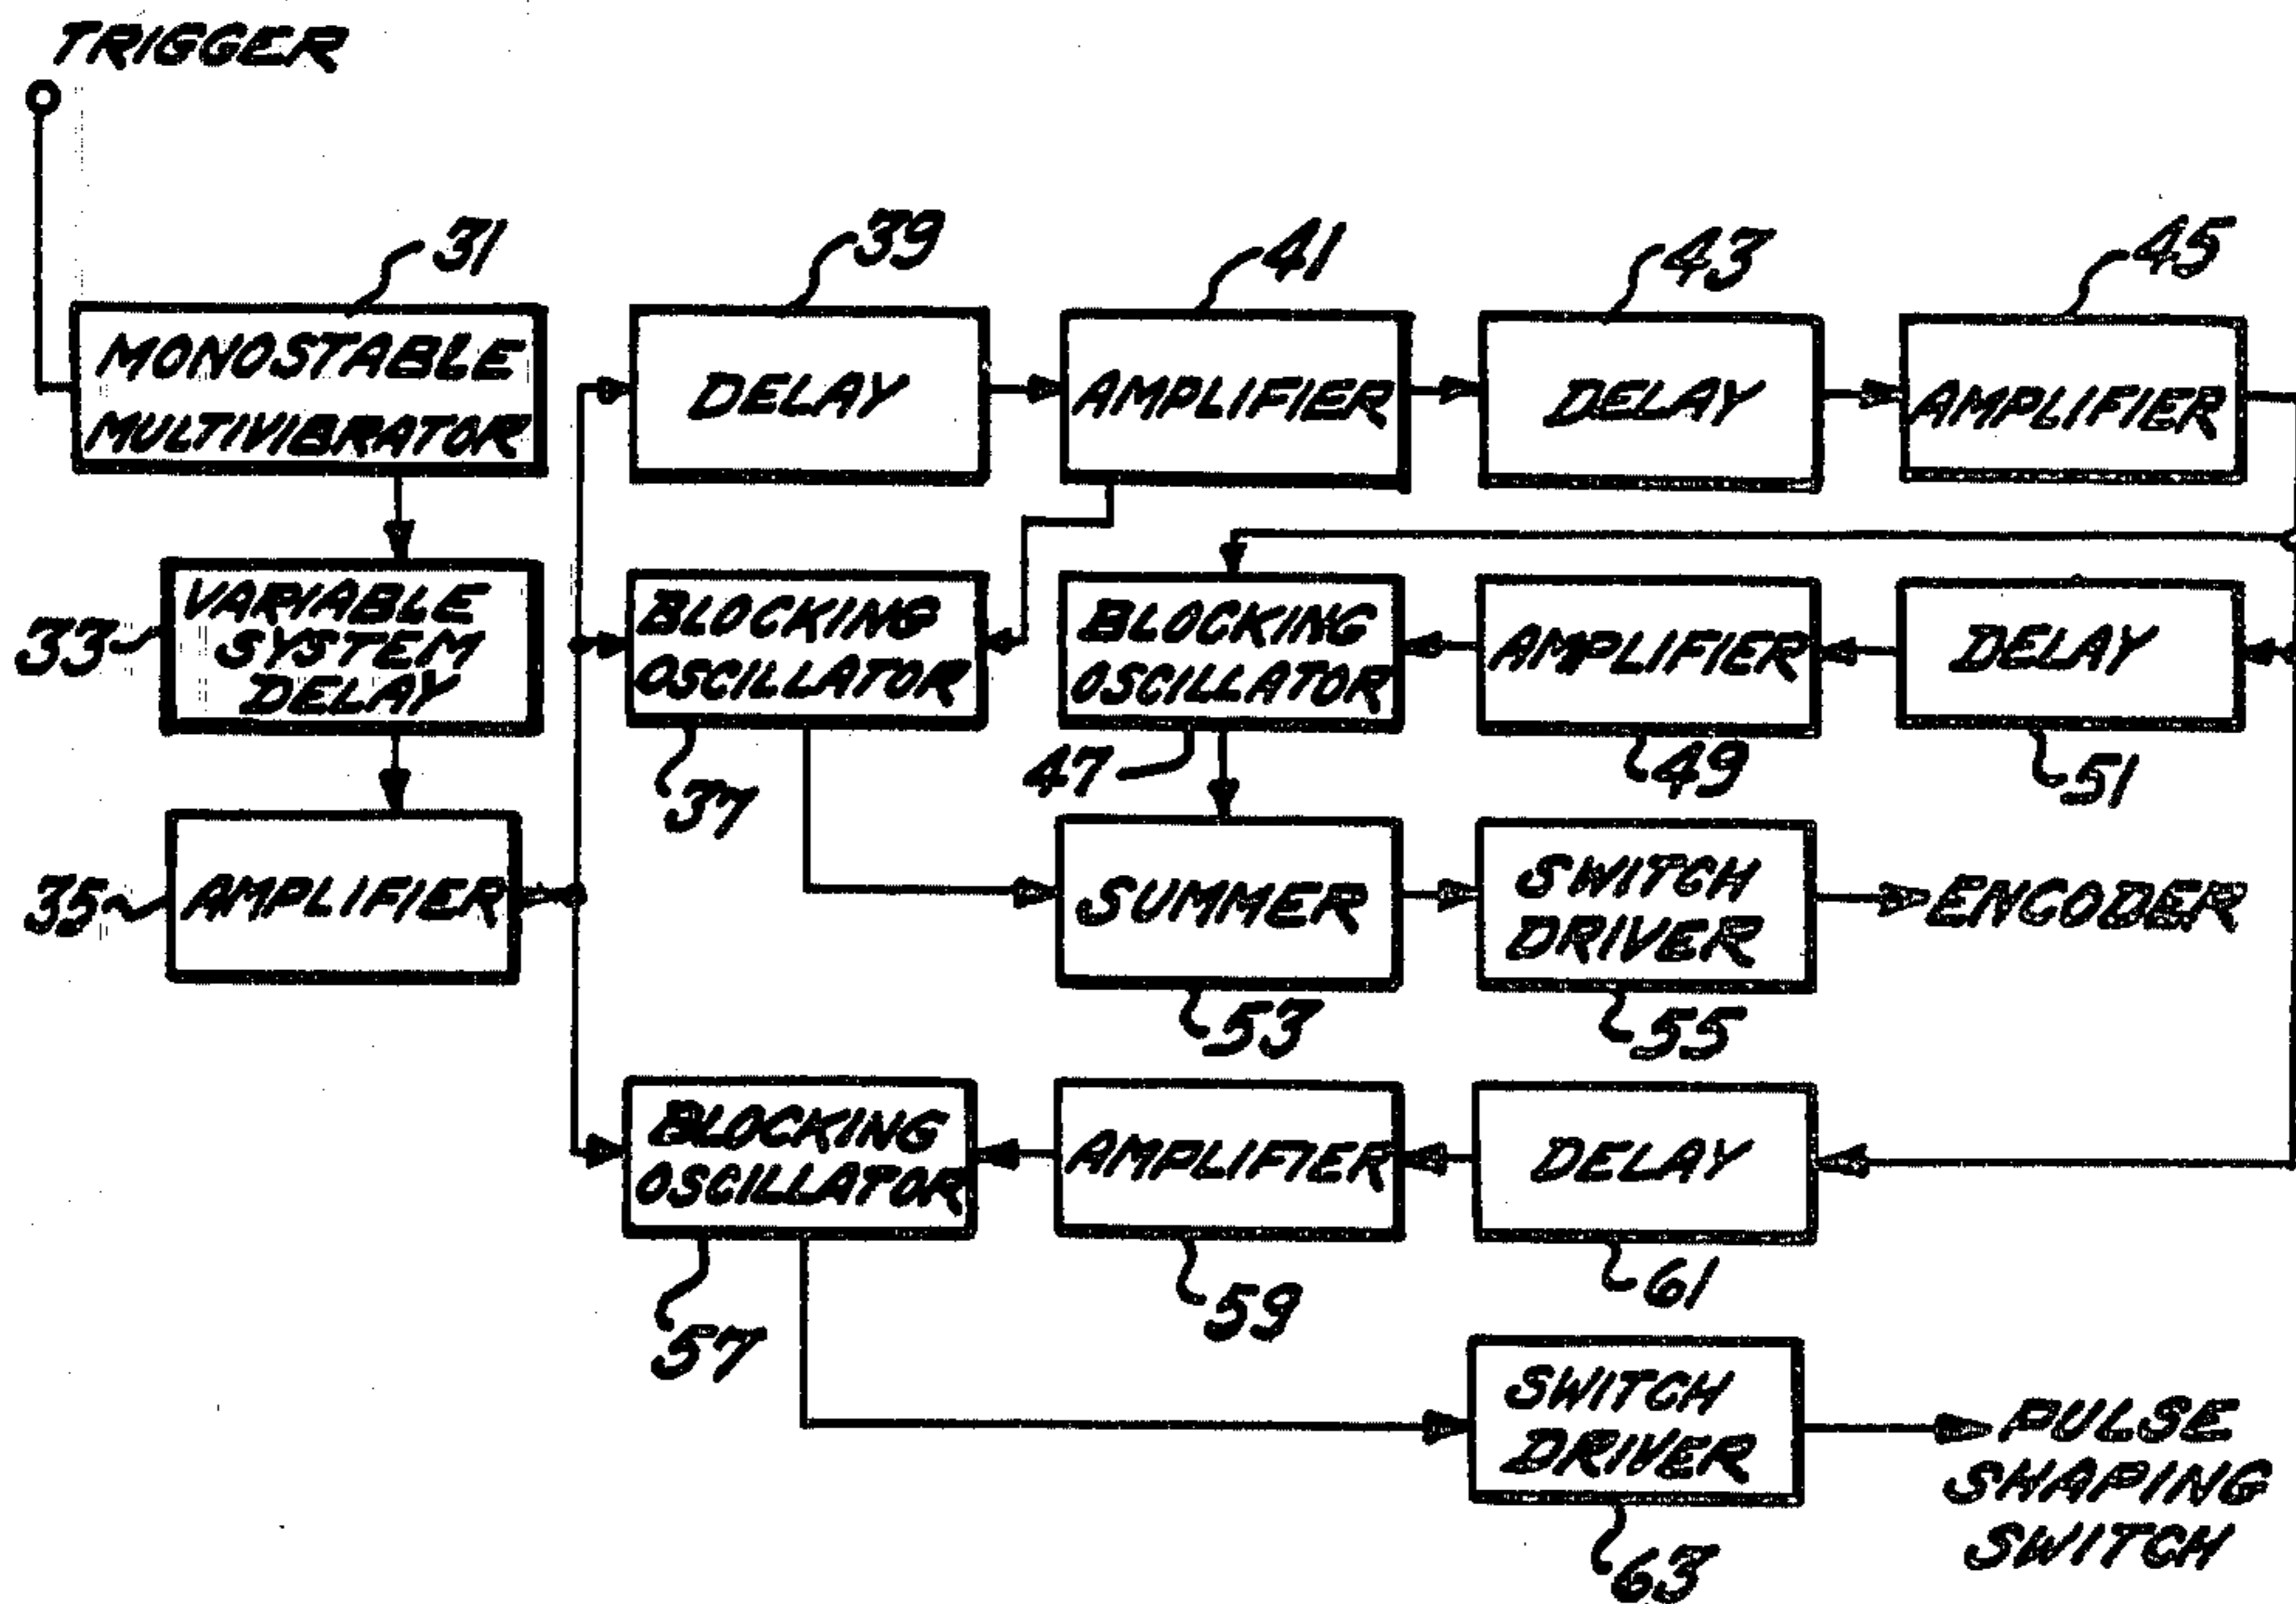 TRIGGER
31
39
41
43
45
MONOSTABLE
MULTIVIBRATOR
DELAY
AMPLIFIER
DELAY
AMPLIFIER
33
VARIABLE
SYSTEM
DELAY
BLOCKING
OSCILLATOR
BLOCKING
OSCILLATOR
AMPLIFIER
DELAY
37
47
49
51
35
AMPLIFIER
SUMMER
SWITCH
DRIVER
ENCODER
53
55
BLOCKING
OSCILLATOR
AMPLIFIER
DELAY
57
59
61
SWITCH
DRIVER
PULSE
SHAPING
SWITCH
63